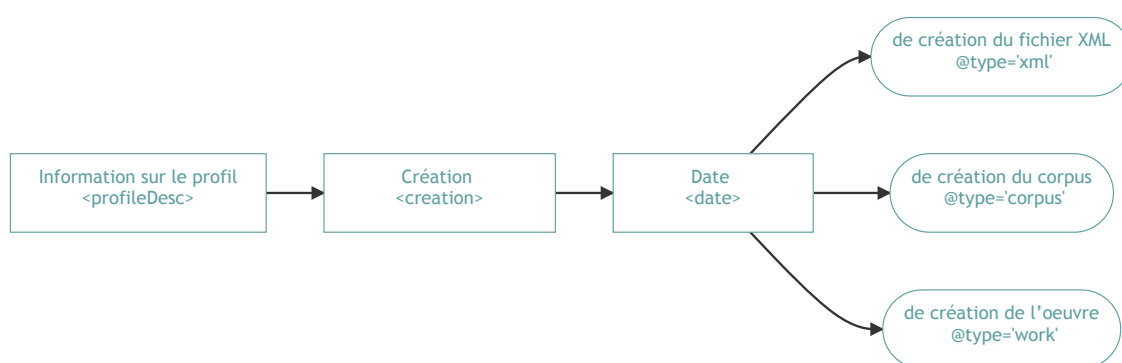 de création du fichier XML
@type='xml'
Information sur le profil
<profileDesc>
Création
<creation>
Date
<date>
de création du corpus
@type='corpus'
de création de l’oeuvre
@type='work'